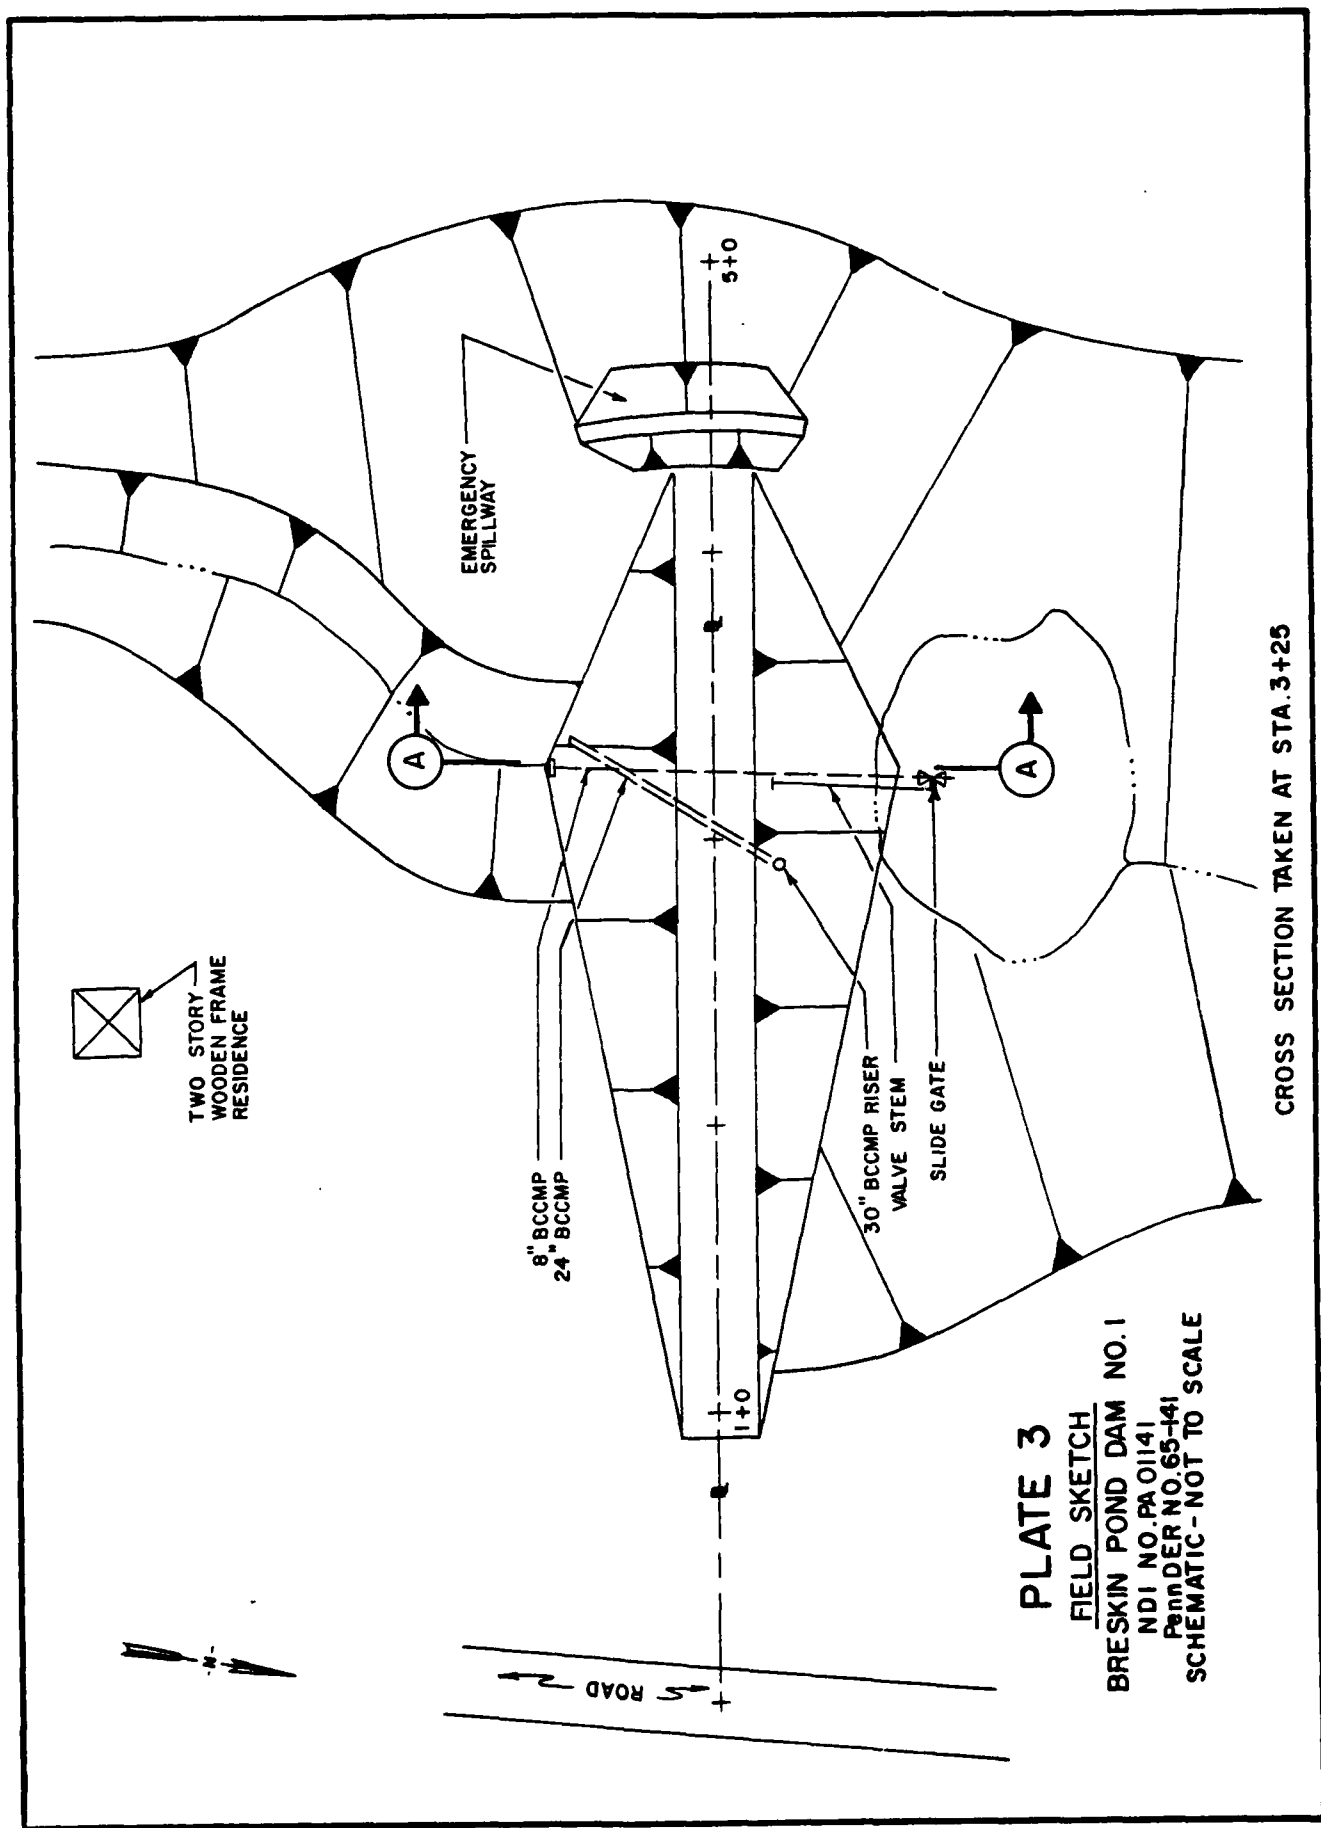 TWO STORY
WOODEN FRAME
RESIDENCE
EMERGENCY
SPILLWAY
8" BCCMP
24" BCCMP
A
A
5+0
1+0
30" BCCMP RISER
VALVE STEM
SLIDE GATE
-N-
ROAD
CROSS SECTION TAKEN AT STA. 3+25
PLATE 3
FIELD SKETCH
BRESKIN POND DAM NO. 1
NDI NO. PA 01141
PennDER NO. 65-141
SCHEMATIC - NOT TO SCALE